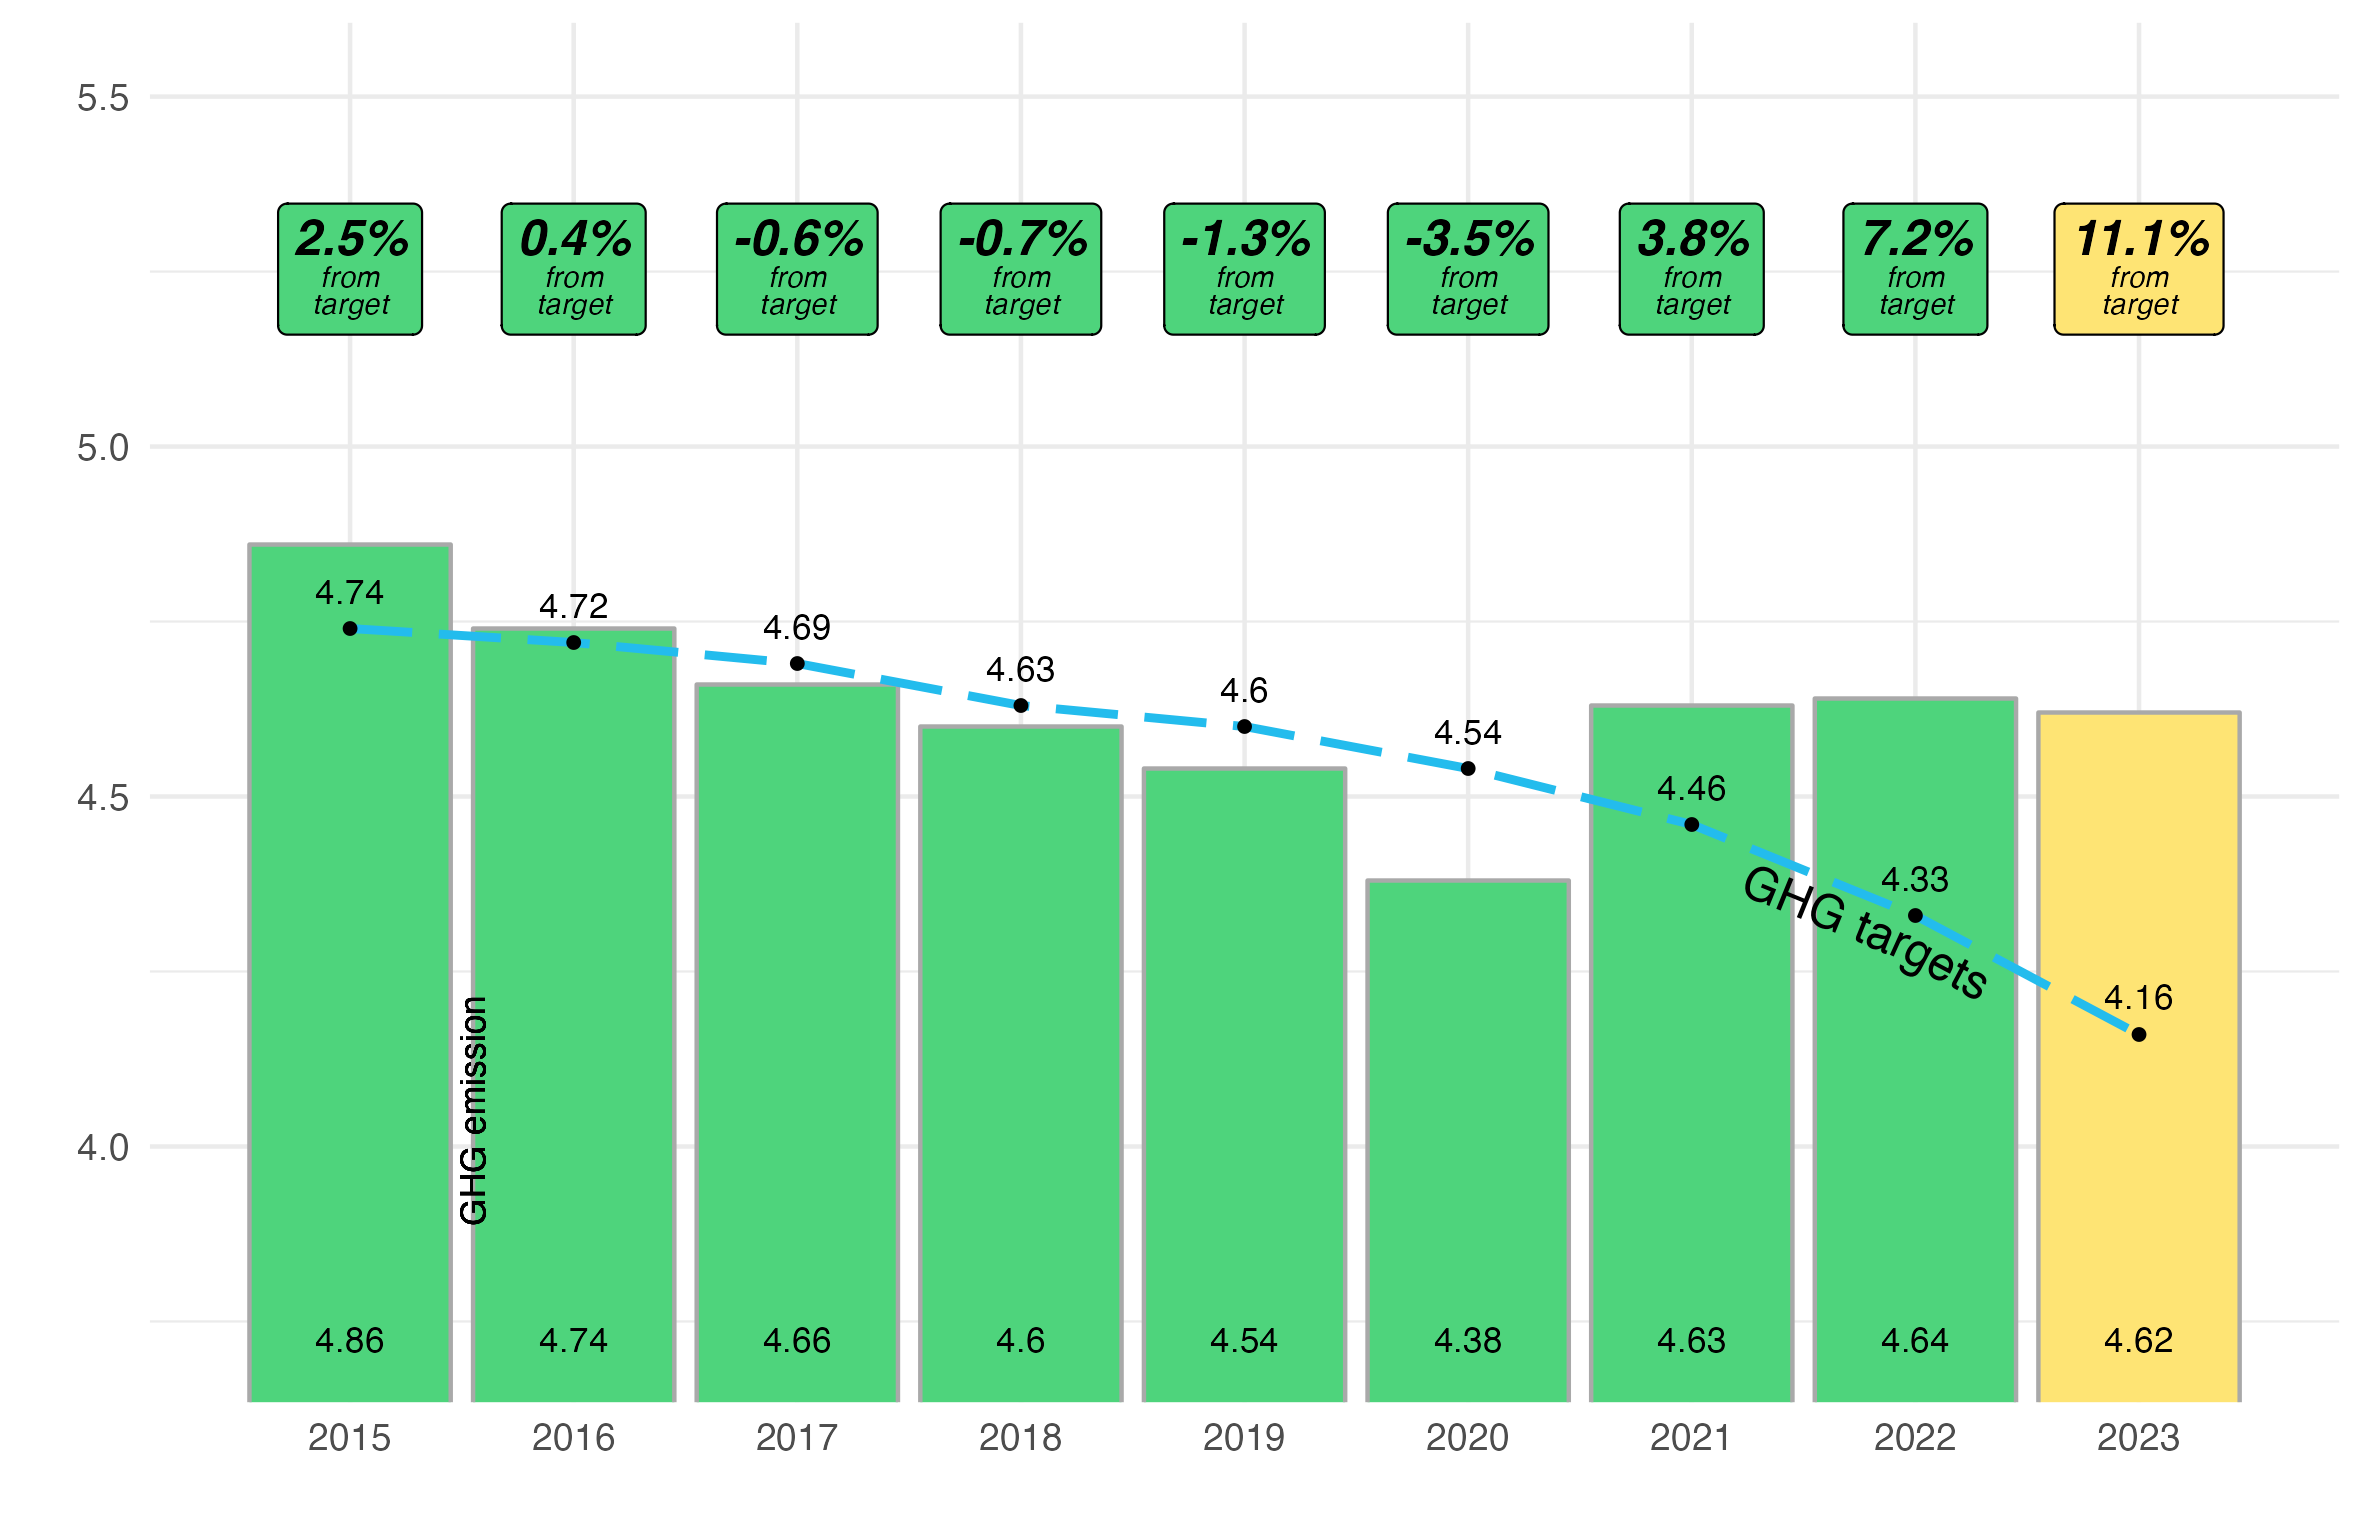 5.5
5.0
4.5
4.0
2.5%
from
target
0.4%
from
target
-0.6%
from
target
-0.7%
from
target
-1.3%
from
target
-3.5%
from
target
3.8%
from
target
7.2%
from
target
11.1%
from
target
4.74
4.72
4.69
4.63
4.6
4.54
4.46
4.33
4.16
GHG targets
GHG emission
4.86
4.74
4.66
4.6
4.54
4.38
4.63
4.64
4.62
2015
2016
2017
2018
2019
2020
2021
2022
2023